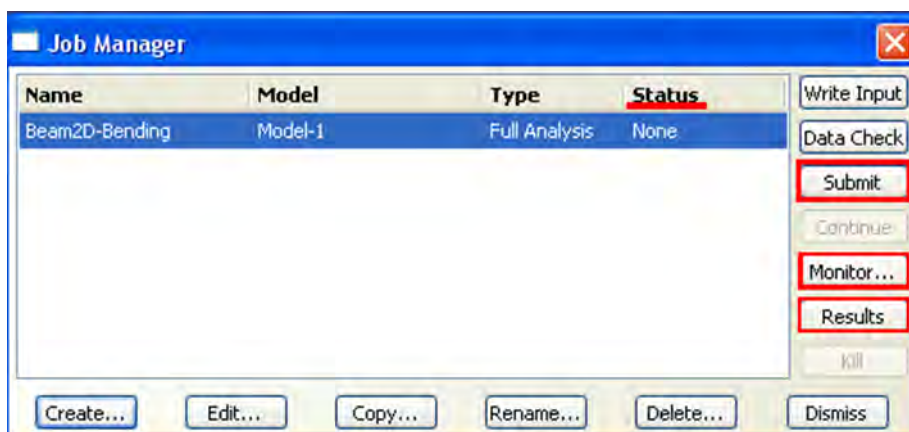 Job Manager
Name Model Type Status Write Input
Beam2D-Bending Model-1 Full Analysis None Data Check
Submit
Continue
Monitor...
Results
Kill
Create... Edit... Copy... Rename... Delete... Dismiss